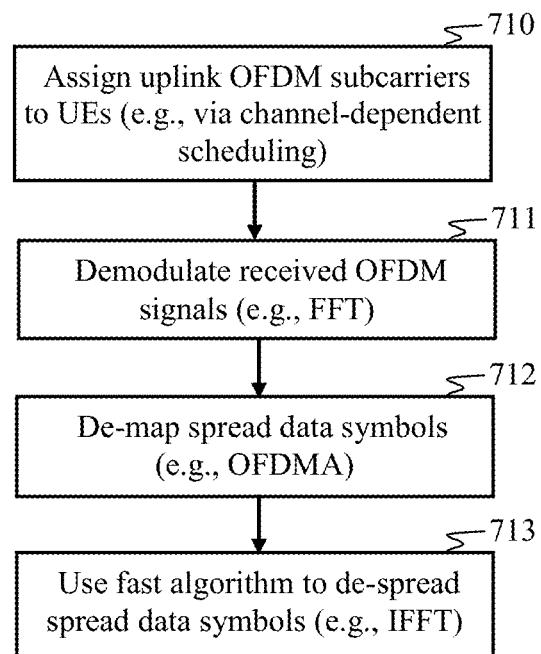 710
Assign uplink OFDM subcarriers
to UEs (e.g., via channel-dependent
scheduling)
711
Demodulate received OFDM
signals (e.g., FFT)
712
De-map spread data symbols
(e.g., OFDMA)
713
Use fast algorithm to de-spread
spread data symbols (e.g., IFFT)